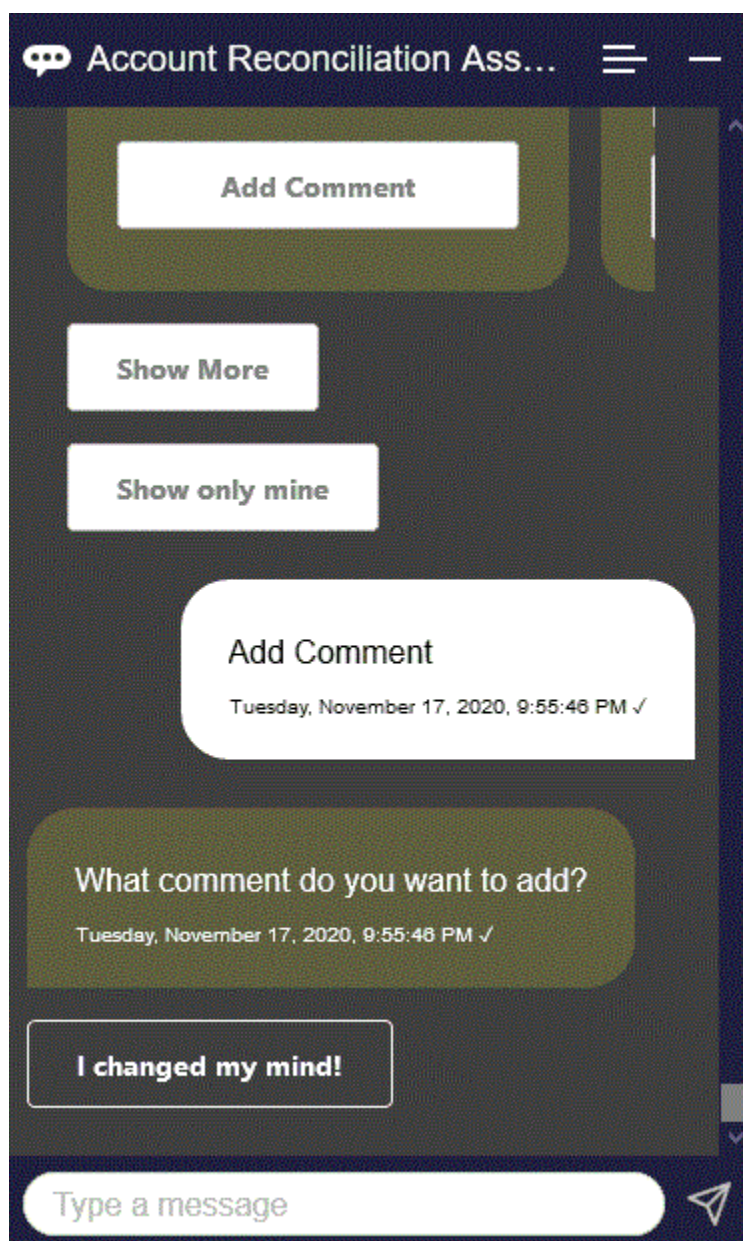 Account Reconciliation Ass...
Add Comment
Show More
Show only mine
Add Comment
Tuesday, November 17, 2020, 9:55:46 PM ✓
What comment do you want to add?
Tuesday, November 17, 2020, 9:55:46 PM ✓
I changed my mind!
Type a message